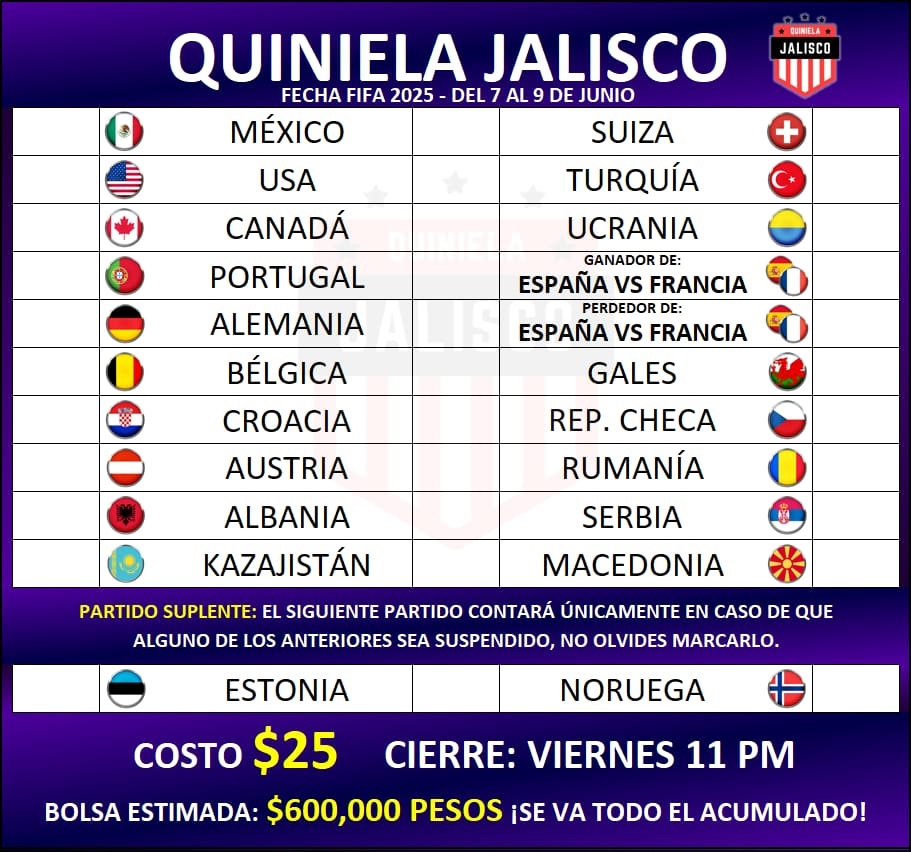 QUINIELA JALISCO
QUINIELA
JALISCO
FECHA FIFA 2025 - DEL 7 AL 9 DE JUNIO
MÉXICO SUIZA
USA TURQUÍA
CANADÁ UCRANIA
QUINIELA
PORTUGAL GANADOR DE: ESPAÑA VS FRANCIA
ALEMANIA PERDEDOR DE: ESPAÑA VS FRANCIA
JALISCO
BÉLGICA GALES
CROACIA REP. CHECA
AUSTRIA RUMANÍA
ALBANIA SERBIA
KAZAJISTÁN MACEDONIA
PARTIDO SUPLENTE: EL SIGUIENTE PARTIDO CONTARÁ ÚNICAMENTE EN CASO DE QUE
ALGUNO DE LOS ANTERIORES SEA SUSPENDIDO, NO OLVIDES MARCARLO.
ESTONIA NORUEGA
COSTO $25 CIERRE: VIERNES 11 PM
BOLSA ESTIMADA: $600,000 PESOS ¡SE VA TODO EL ACUMULADO!